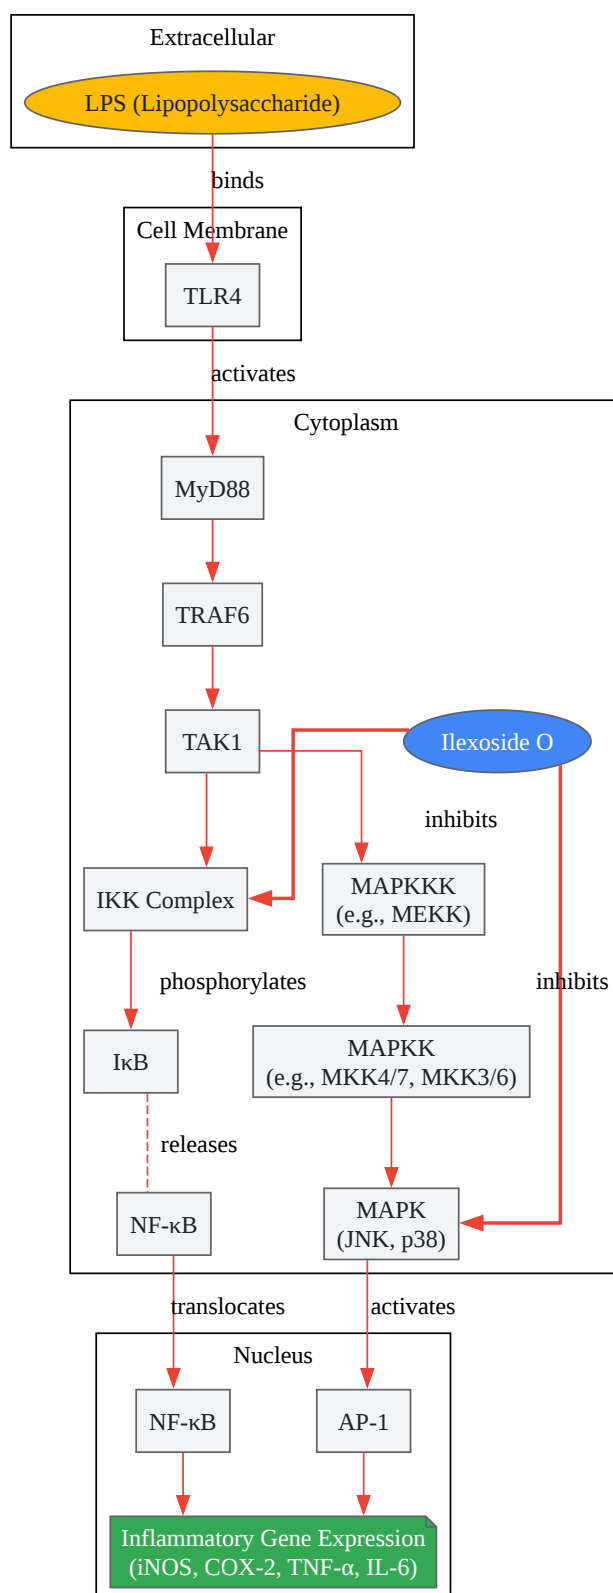 Extracellular
LPS (Lipopolysaccharide)
binds
Cell Membrane
TLR4
activates
Cytoplasm
MyD88
TRAF6
TAK1
Ilexoside O
inhibits
IKK Complex
MAPKKK
(e.g., MEKK)
phosphorylates
inhibits
IκB
MAPKK
(e.g., MKK4/7, MKK3/6)
releases
NF-κB
MAPK
(JNK, p38)
translocates
activates
Nucleus
NF-κB
AP-1
Inflammatory Gene Expression
(iNOS, COX-2, TNF-α, IL-6)